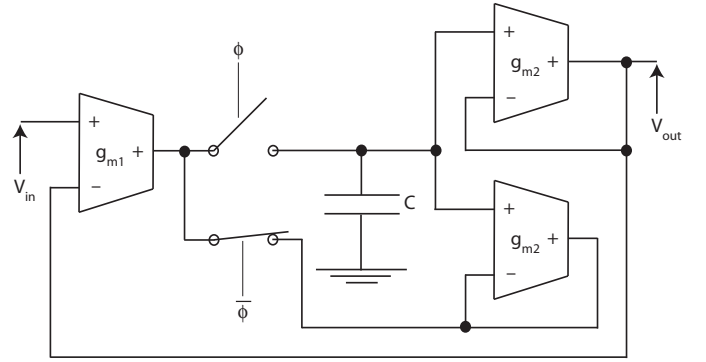 ϕ
+
g_m1 +
−
V_in
+
g_m2 +
−
V_out
C
+
g_m2 +
−
ϕ̅